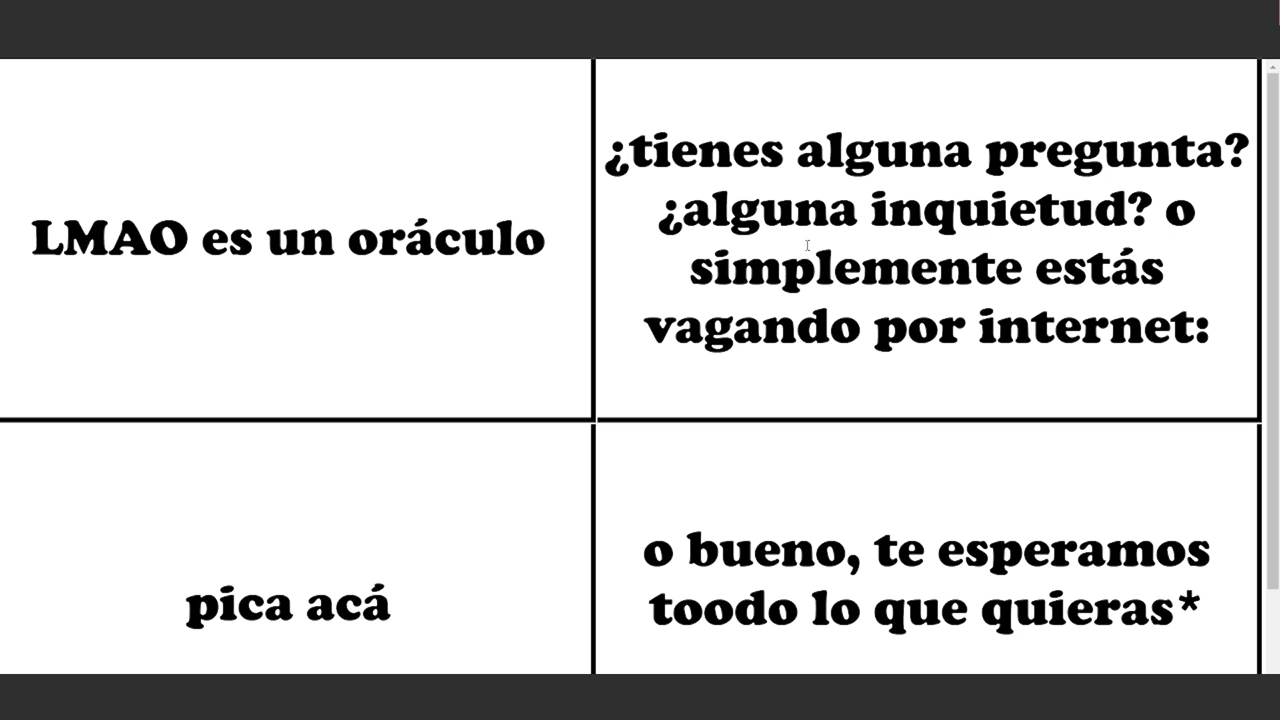 LMAO es un oráculo
¿tienes alguna pregunta?
¿alguna inquietud? o
simplemente estás
vagando por internet:
pica acá
o bueno, te esperamos
toodo lo que quieras*